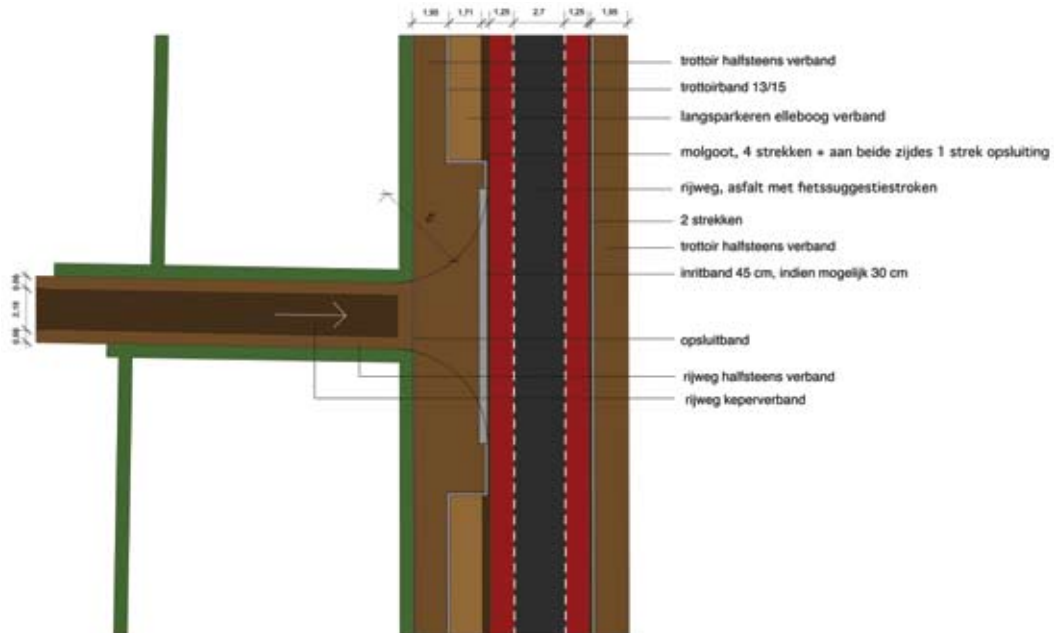 1,95 1,71 1,25 2,7 1,25 1,95
trottoir halfsteens verband
trottoirband 13/15
langsparkeren elleboog verband
molgoot, 4 strekken + aan beide zijdes 1 strek opsluiting
rijweg, asfalt met fietssuggestiestroken
2 strekken
trottoir halfsteens verband
inritband 45 cm, indien mogelijk 30 cm
opsluitband
rijweg halfsteens verband
rijweg keperverband